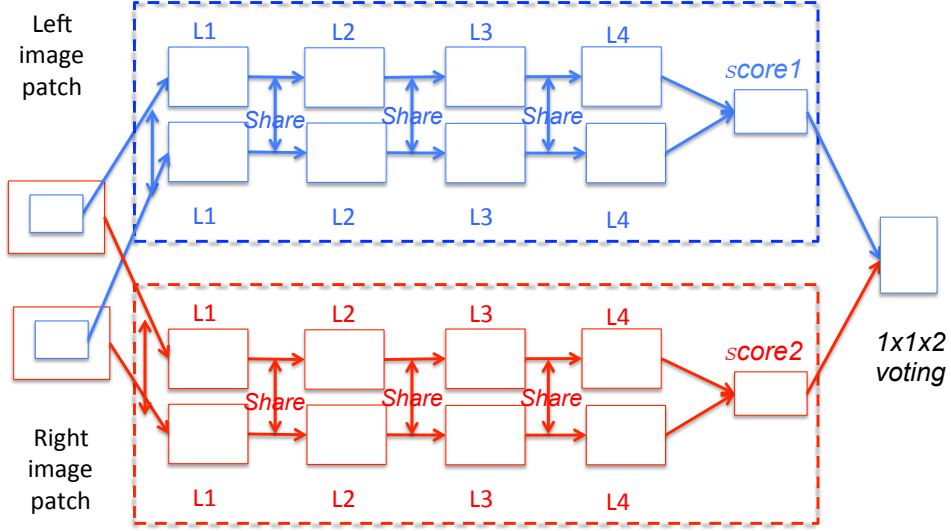 Left
image
patch
L1 L2 L3 L4
score1
Share Share Share
L1 L2 L3 L4
L1 L2 L3 L4
score2
Share Share Share
L1 L2 L3 L4
1x1x2
voting
Right
image
patch